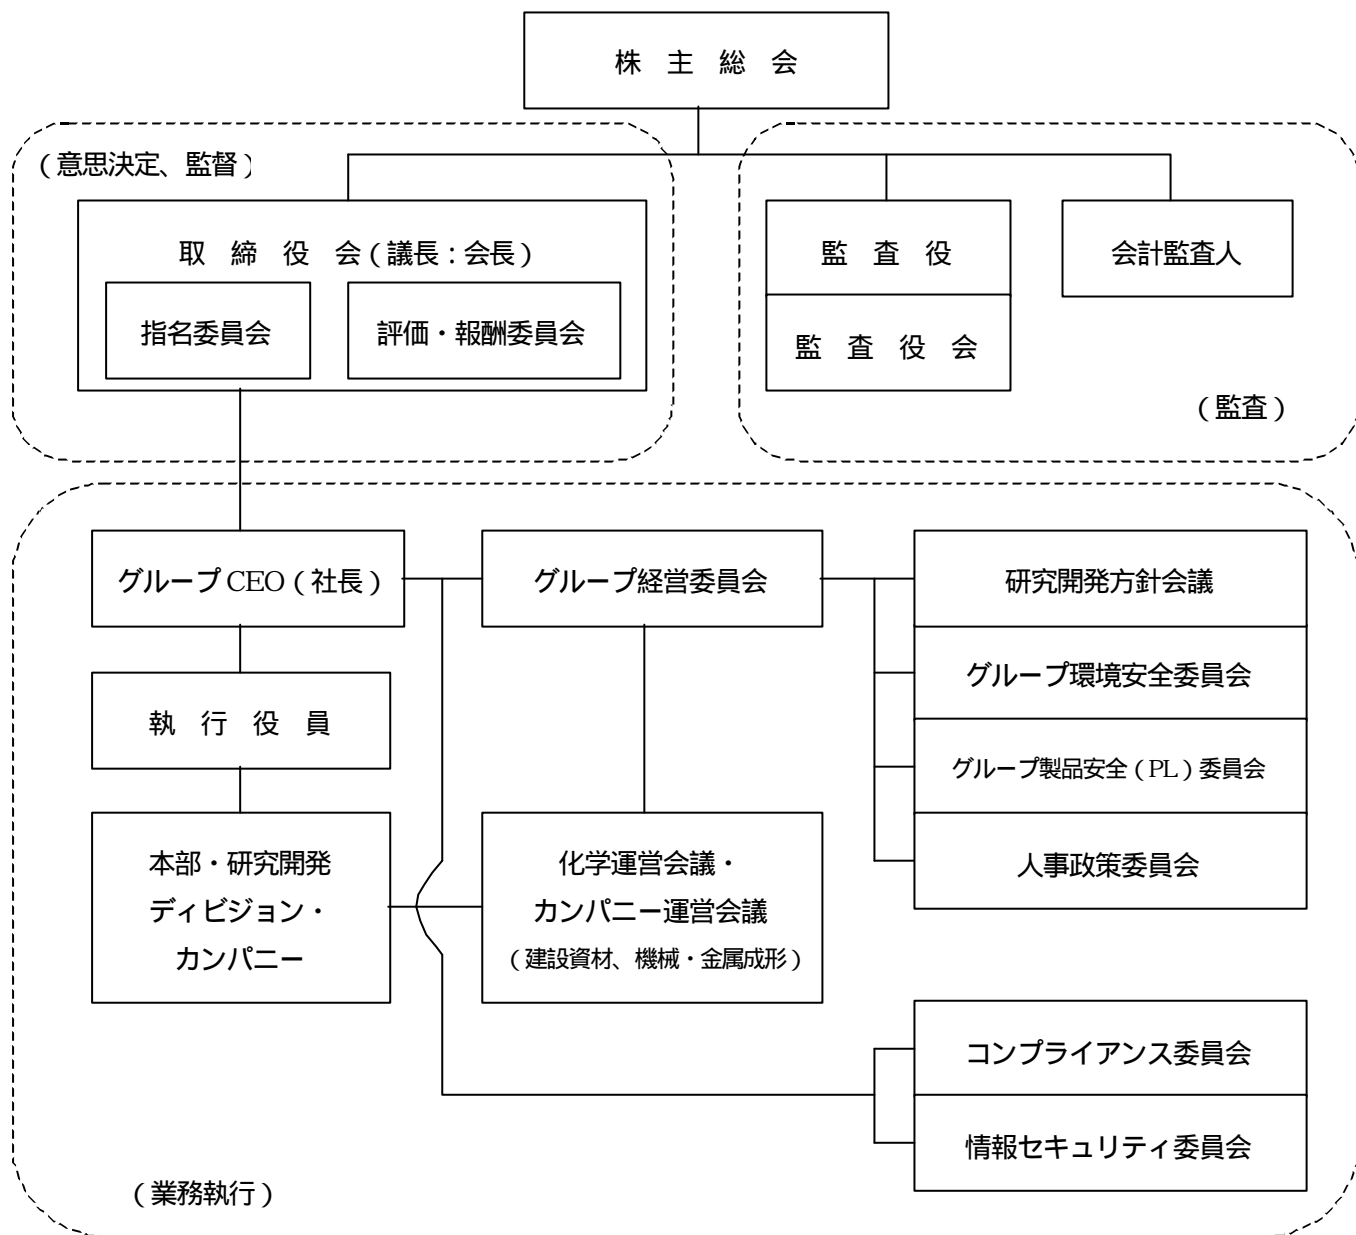 株 主 総 会
(意思決定、監督)
取 締 役 会(議長:会長)
指名委員会
評価・報酬委員会
監 査 役
監 査 役 会
会計監査人
(監査)
グループCEO(社長)
グループ経営委員会
研究開発方針会議
グループ環境安全委員会
グループ製品安全(PL)委員会
人事政策委員会
執 行 役 員
本部・研究開発
ディビジョン・
カンパニー
化学運営会議・
カンパニー運営会議
(建設資材、機械・金属成形)
コンプライアンス委員会
情報セキュリティ委員会
(業務執行)